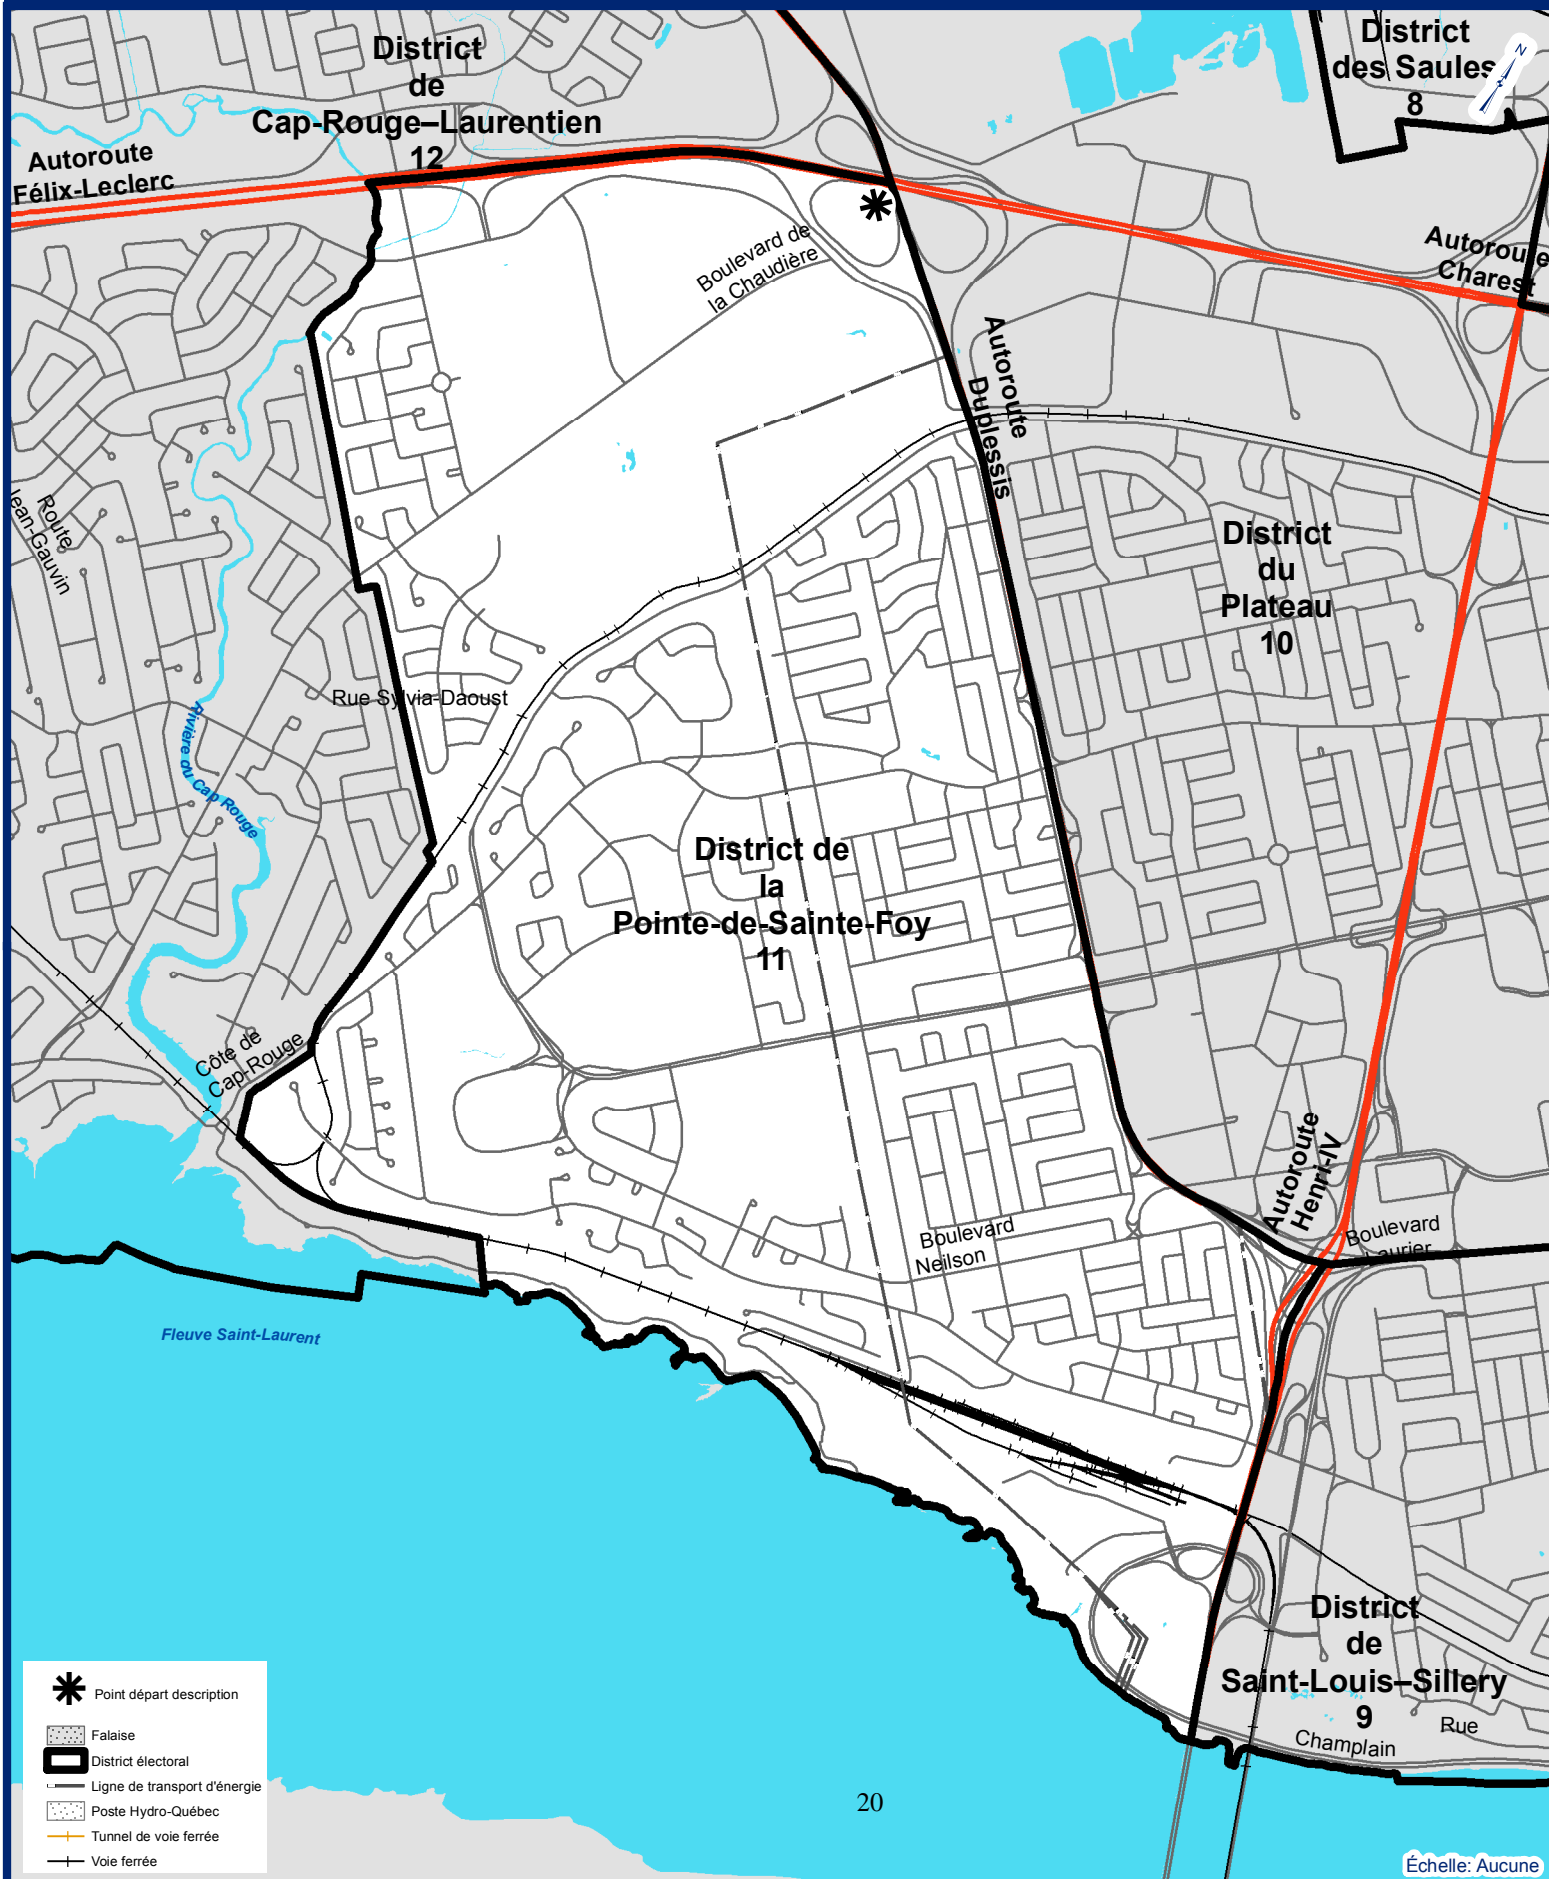 District
de
Cap-Rouge–Laurentien
12
District
des Saules
8
N
Autoroute
Félix-Leclerc
Boulevard de
la Chaudière
Autoroute
Charest
Autoroute
Duplessis
Route
Jean-Gauvin
District
du
Plateau
10
Rue Sylvia-Daoust
Rivière du Cap Rouge
District de
la
Pointe-de-Sainte-Foy
11
Côte de
Cap-Rouge
Autoroute
Henri-IV
Boulevard
Laurier
Boulevard
Neilson
Fleuve Saint-Laurent
District
de
Saint-Louis–Sillery
9
Rue
Champlain
Point départ description
Falaise
District électoral
Ligne de transport d'énergie
Poste Hydro-Québec
Tunnel de voie ferrée
Voie ferrée
20
Échelle: Aucune